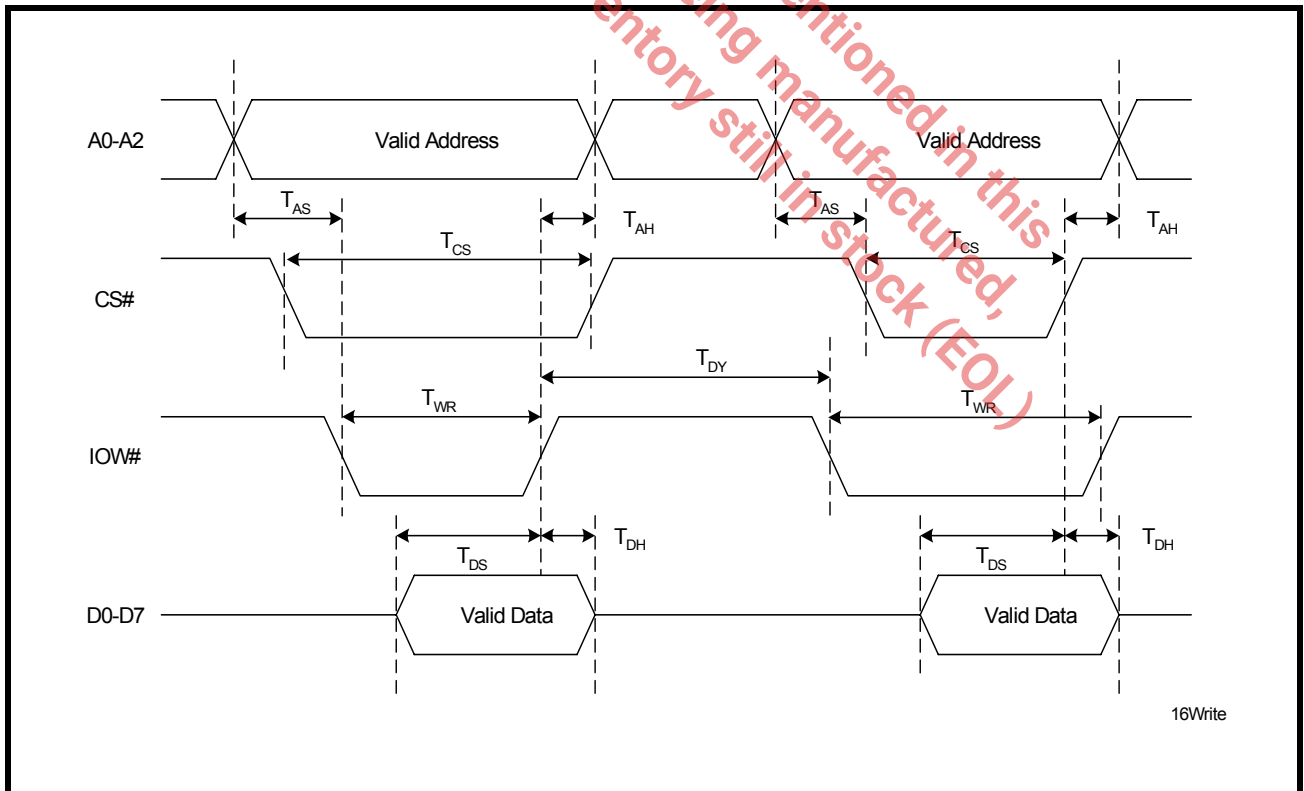 A0-A2
Valid Address
Valid Address
TAS
TAH
TAS
TAH
TCS
TCS
CS#
TDY
TWR
TWR
IOW#
TDS
TDH
TDS
TDH
D0-D7
Valid Data
Valid Data
16Write
mentioned in this
manufactured,
entory still in stock (EOL)